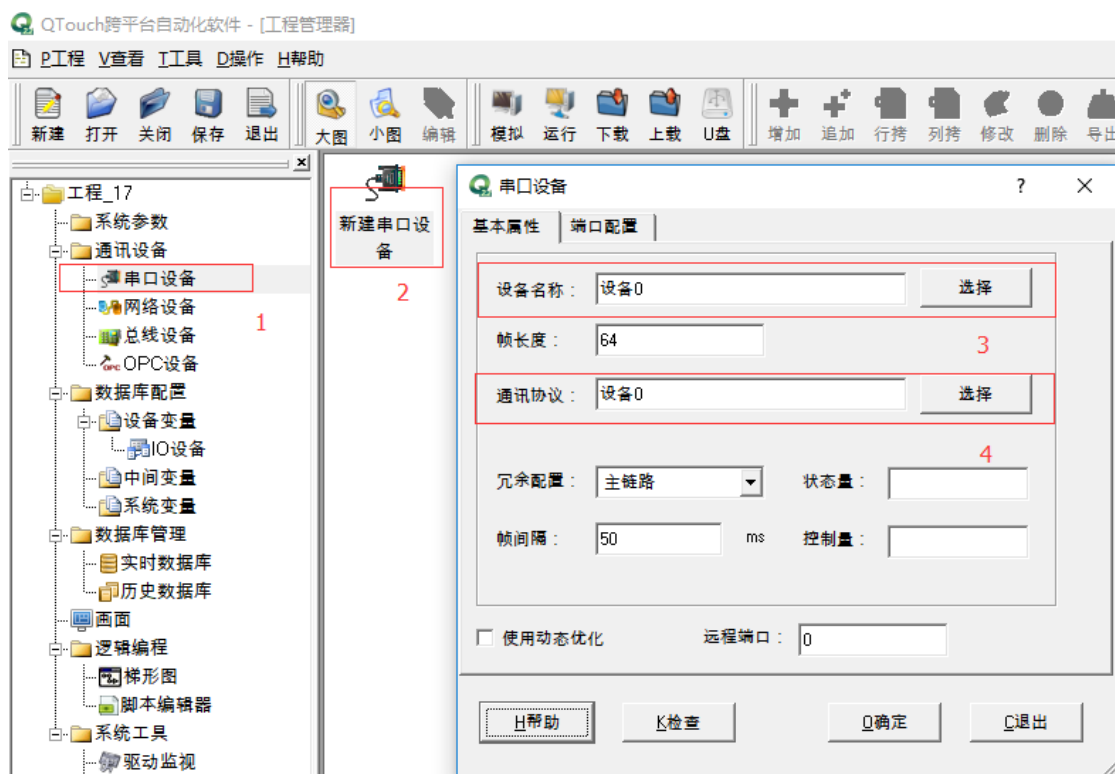 QTouch跨平台自动化软件 - [工程管理器]
P工程 V查看 T工具 D操作 H帮助
新建 打开 关闭 保存 退出 大图 小图 编辑 模拟 运行 下载 上载 U盘 增加 追加 行拷 列拷 修改 删除 导出
工程_17
系统参数
通讯设备
串口设备
网络设备
总线设备
OPC设备
数据库配置
设备变量
IO设备
中间变量
系统变量
数据库管理
实时数据库
历史数据库
画面
逻辑编程
梯形图
脚本编辑器
系统工具
驱动监视
1
新建串口设
备
2
串口设备 ?
基本属性 端口配置
设备名称： 设备0 选择
帧长度： 64
3
通讯协议： 设备0 选择
4
冗余配置： 主链路 状态量：
帧间隔： 50 ms 控制量：
使用动态优化 远程端口： 0
H帮助 K检查 O确定 C退出